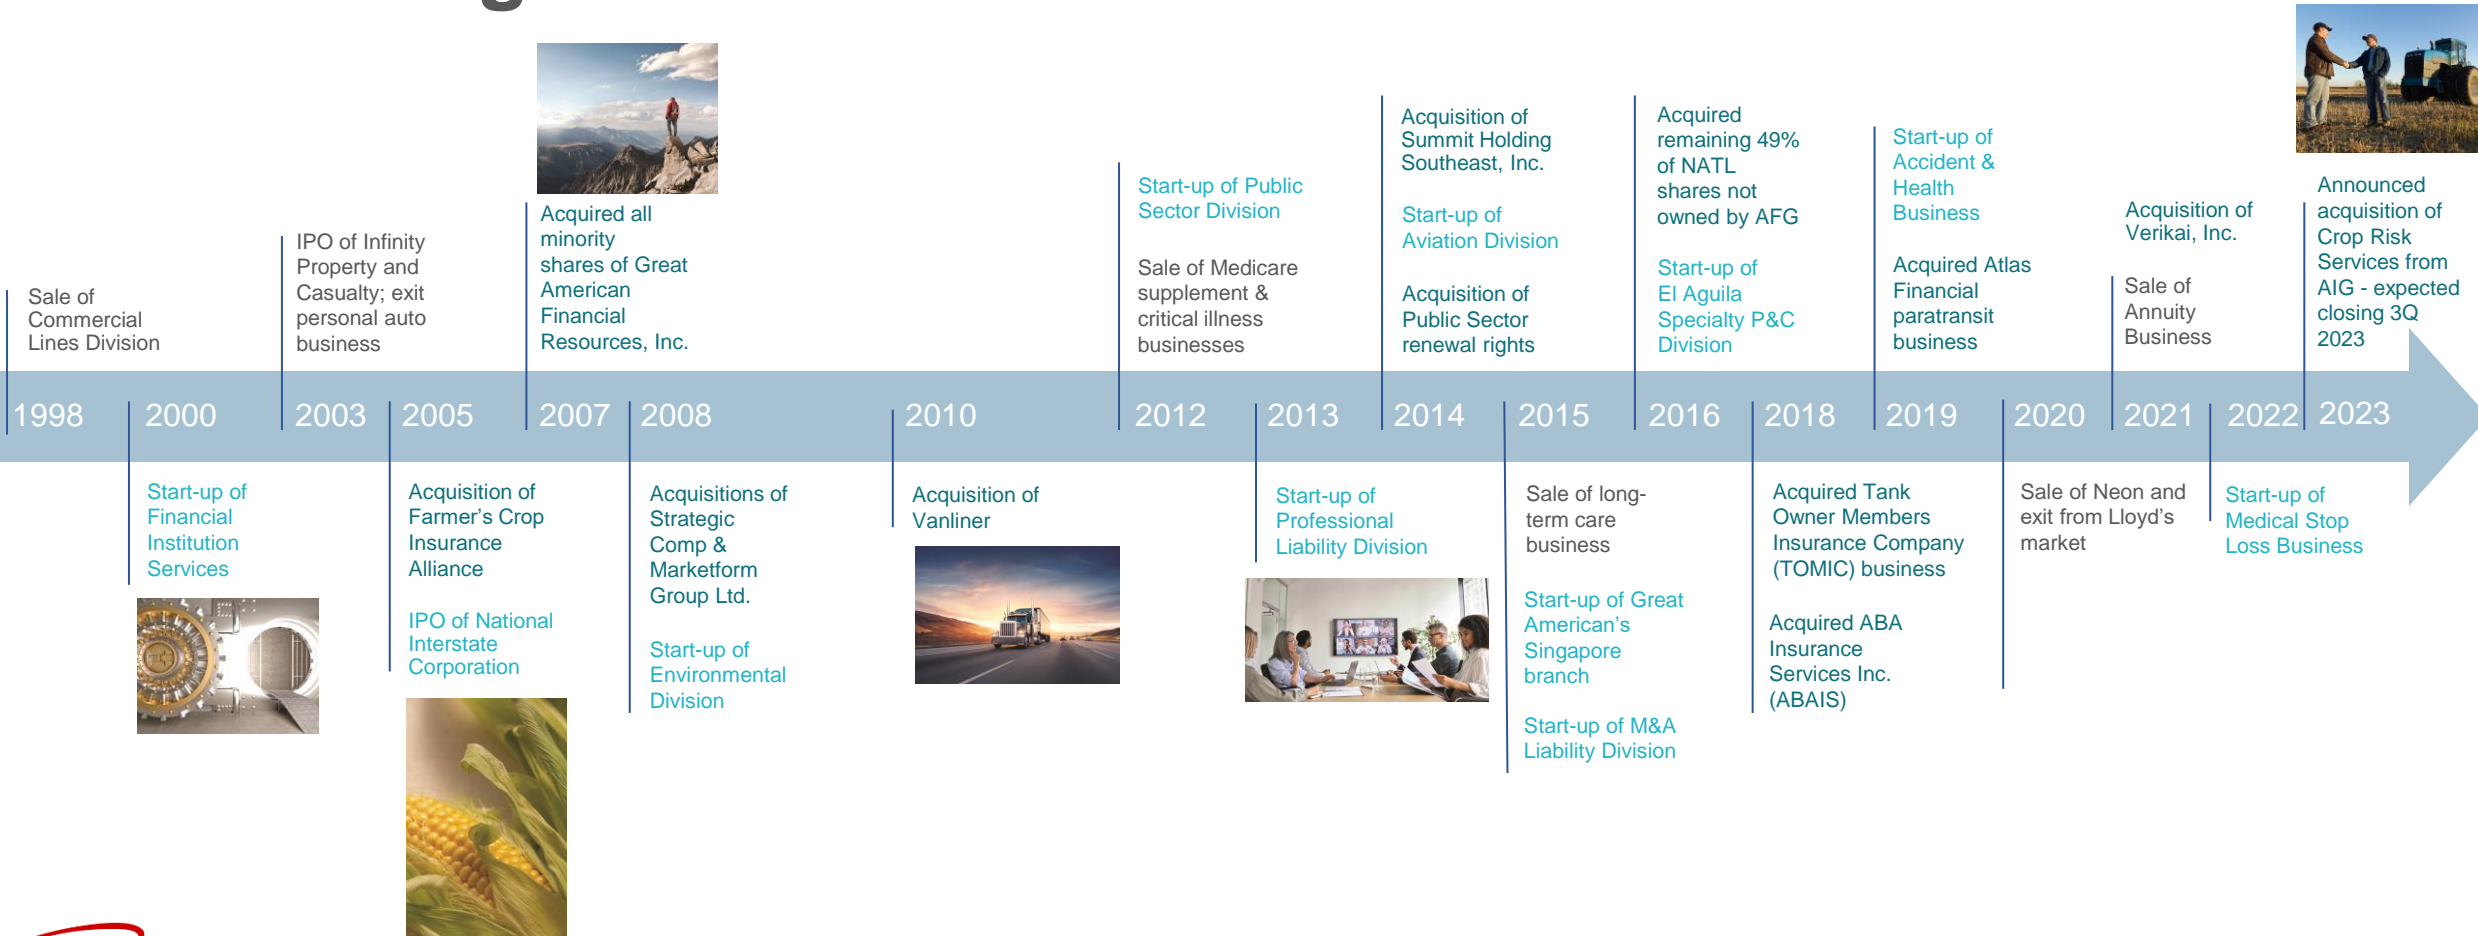 Sale of
Commercial
Lines Division
IPO of Infinity
Property and
Casualty; exit
personal auto
business
Acquired all
minority
shares of Great
American
Financial
Resources, Inc.
Start-up of Public
Sector Division
Sale of Medicare
supplement &
critical illness
businesses
Acquisition of
Summit Holding
Southeast, Inc.
Start-up of
Aviation Division
Acquisition of
Public Sector
renewal rights
Acquired
remaining 49%
of NATL
shares not
owned by AFG
Start-up of
El Aguila
Specialty P&C
Division
Start-up of
Accident &
Health
Business
Acquired Atlas
Financial
paratransit
business
Acquisition of
Verikai, Inc.
Sale of
Annuity
Business
Announced
acquisition of
Crop Risk
Services from
AIG - expected
closing 3Q
2023
1998 2000 2003 2005 2007 2008 2010 2012 2013 2014 2015 2016 2018 2019 2020 2021 2022 2023
Start-up of
Financial
Institution
Services
Acquisition of
Farmer's Crop
Insurance
Alliance
IPO of National
Interstate
Corporation
Acquisitions of
Strategic
Comp &
Marketform
Group Ltd.
Start-up of
Environmental
Division
Acquisition of
Vanliner
Start-up of
Professional
Liability Division
Sale of long-
term care
business
Start-up of Great
American's
Singapore
branch
Start-up of M&A
Liability Division
Acquired Tank
Owner Members
Insurance Company
(TOMIC) business
Acquired ABA
Insurance
Services Inc.
(ABAIS)
Sale of Neon and
exit from Lloyd's
market
Start-up of
Medical Stop
Loss Business